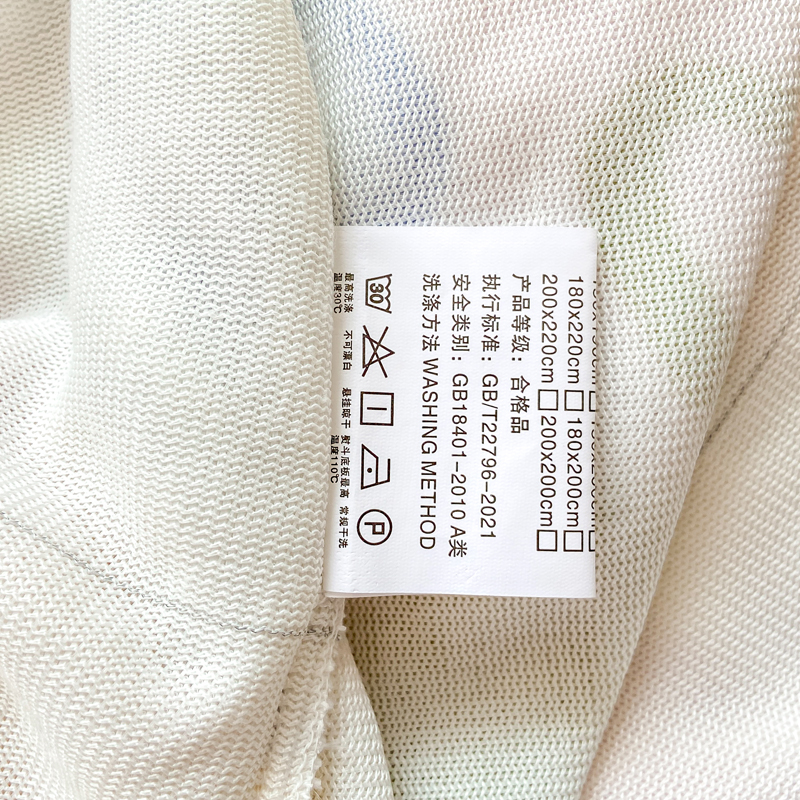 180x220cm 180x200cm
200x220cm 200x200cm
产品等级：合格品
执行标准：GB/T22796-2021
安全类别：GB18401-2010 A类
洗涤方法 WASHING METHOD
30
P
最高洗涤温度30℃
不可漂白
悬挂晾干
熨斗底板最高温度110℃
常规干洗